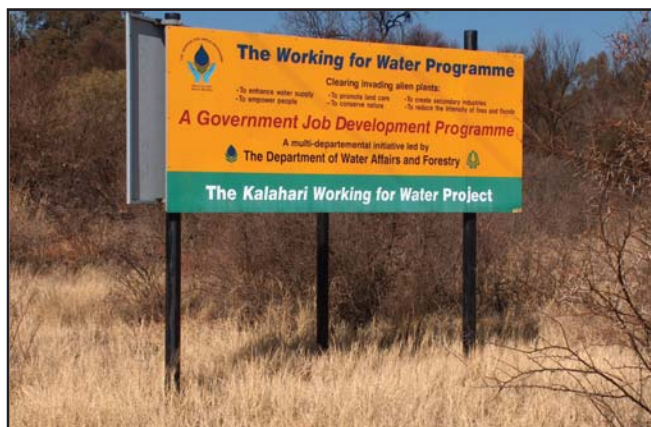 The Working for Water Programme
Clearing invading alien plants:
•To enhance water supply •To promote land care •To create secondary industries
•To empower people •To conserve nature •To reduce the intensity of fires and floods
A Government Job Development Programme
A multi-departemental initiative led by
The Department of Water Affairs and Forestry
The Kalahari Working for Water Project